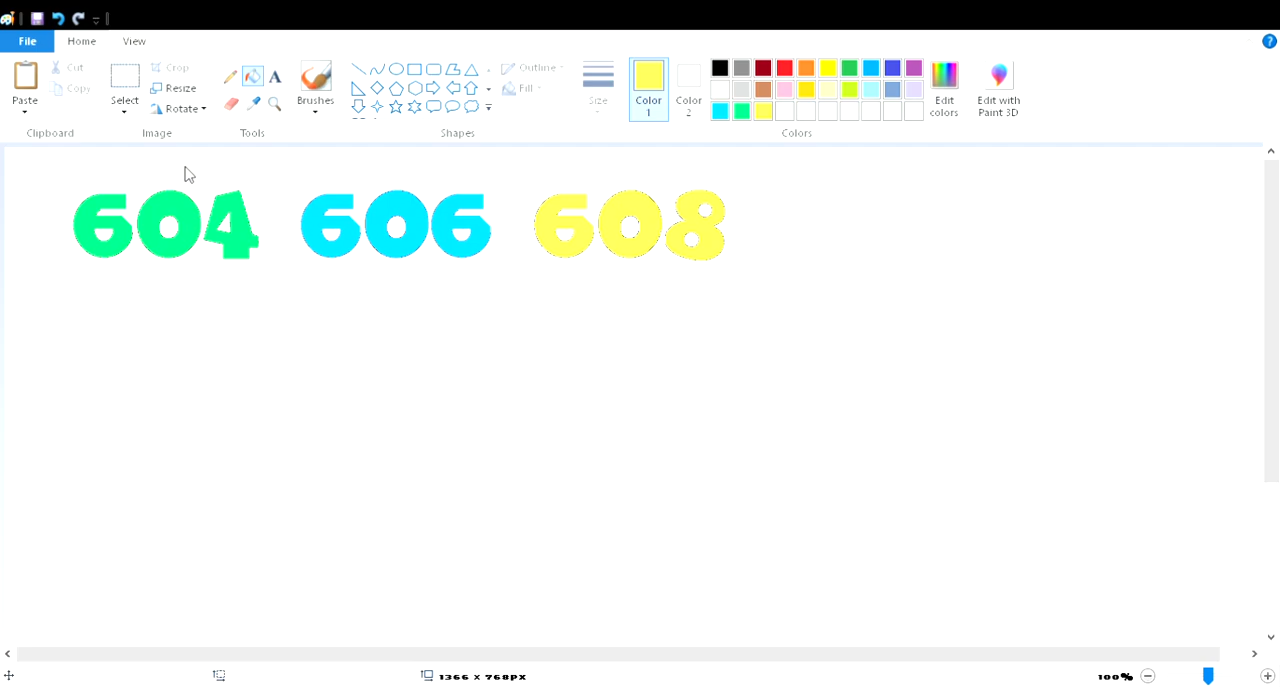 File Home View
Paste Cut Copy Select Crop Resize Rotate A Brushes Outline Fill Size Color 1 Color 2 Edit colors Edit with Paint 3D ?
Clipboard Image Tools Shapes Colors
604 606 608
1366 × 768px 100%